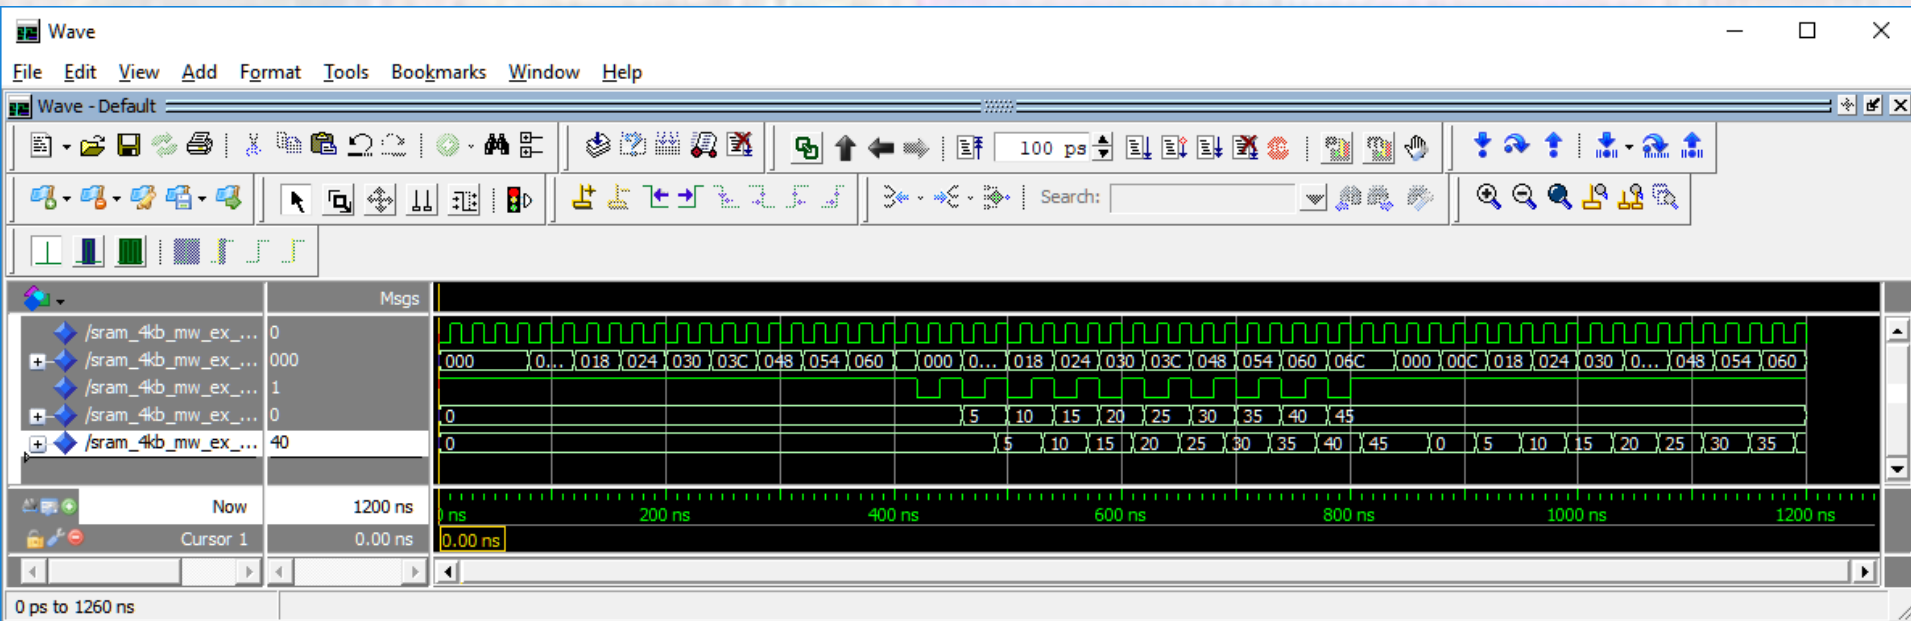 Wave
File Edit View Add Format Tools Bookmarks Window Help
Wave - Default
100 ps
Search:
Msgs
/sram_4kb_mw_ex_... 0
/sram_4kb_mw_ex_... 000 000 0... 018 024 030 03C 048 054 060 000 0... 018 024 030 03C 048 054 060 06C 000 00C 018 024 030 0... 048 054 060
/sram_4kb_mw_ex_... 1
/sram_4kb_mw_ex_... 0 0 5 10 15 20 25 30 35 40 45
/sram_4kb_mw_ex_... 40 0 5 10 15 20 25 30 35 40 45 0 5 10 15 20 25 30 35
Now 1200 ns ns 200 ns 400 ns 600 ns 800 ns 1000 ns 1200 ns
Cursor 1 0.00 ns 0.00 ns
0 ps to 1260 ns